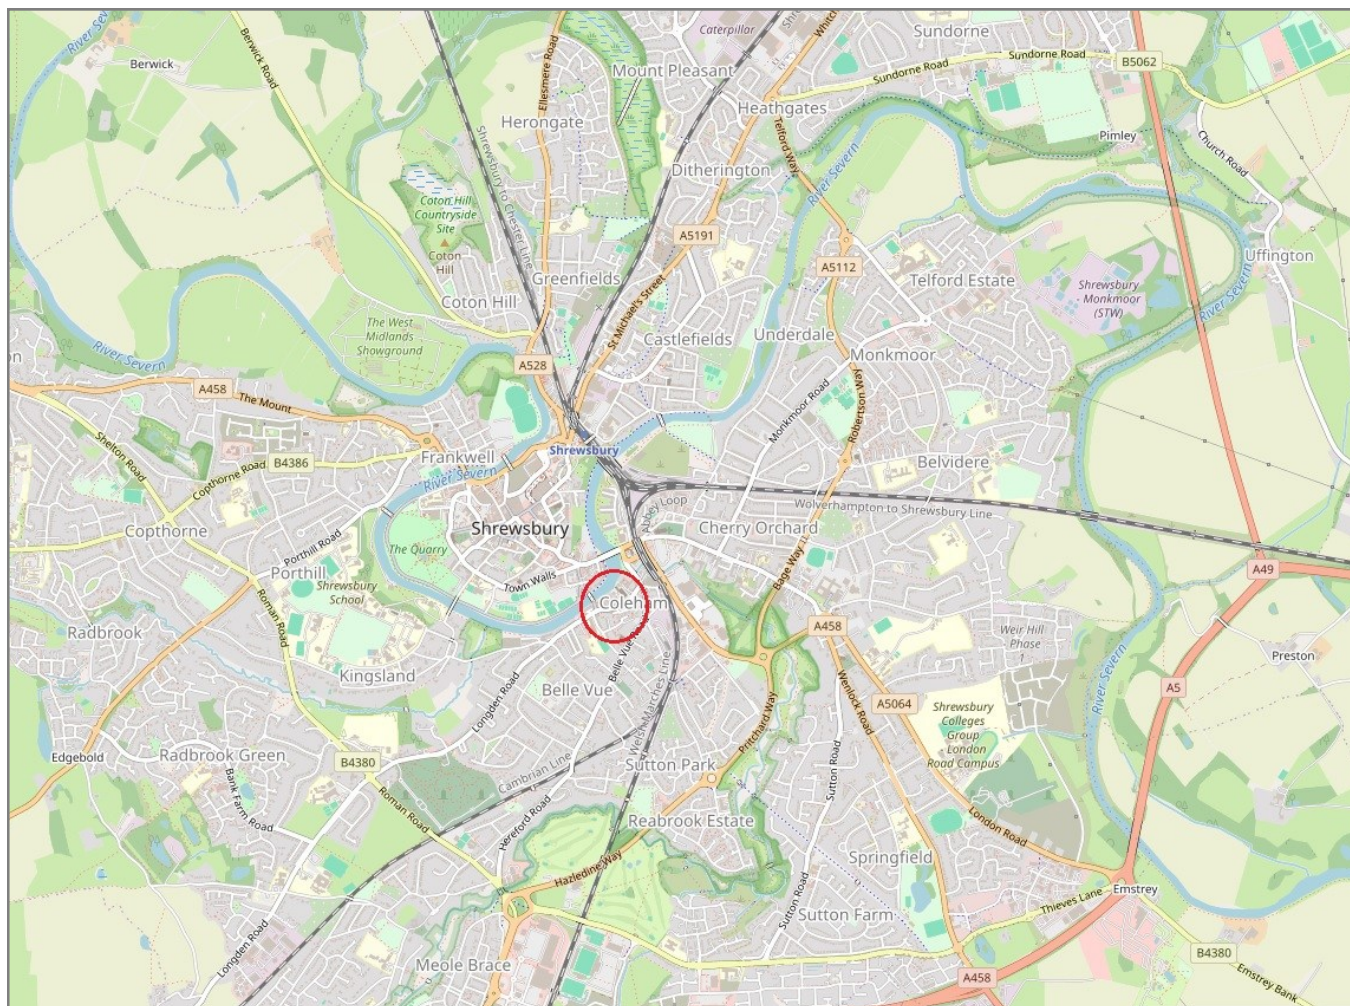 River Sev
Berwick
Berwick Road
Ellesmere Road
Caterpillar
Shre
Whitch
Sundorne
Sundorne Road
Sundorne Road
B5062
Mount Pleasant
Heathgates
Herongate
Telford Way
Pimley
Church Road
Shrewsbury to Chester Line
Ditherington
River Severn
Coton Hill
Countryside
Site
Coton
Hill
A5191
A5112
Uffington
Greenfields
Telford Estate
Shrewsbury
- Monkmoor
(STW)
River Severn
Coton Hill
St Michael's Street
The West
Midlands
Showground
Castlefields
Underdale
Monkmoor
River Severn
on
A528
A458
The Mount
Monkmoor Road
Robertson Way
Shelton Road
Copthorne Road
B4386
Frankwell
River Severn
Shrewsbury
Belvidere
Abbey Loop
Wolverhampton to Shrewsbury Line
Copthorne
Shrewsbury
Cherry Orchard
Porthill Road
The Quarry
Bage Way
A49
Porthill
Shrewsbury
School
Town Walls
Roman Road
Coleham
Radbrook
A458
Weir Hill
Phase
1
River Severn
Preston
Kingsland
Belle Vue Road
Belle Vue
Longden Road
Welsh Marches Line
Wenlock Road
A5064
A5
Shrewsbury
Colleges
Group
London
Road Campus
Pritchard Way
Edgebold
Radbrook Green
B4380
Cambrian Line
Sutton Park
Sutton Road
Bank Farm Road
Roman Road
Hereford Road
Reabrook Estate
London Road
Hazledine Way
Springfield
Emstrey
Sutton Road
Thieves Lane
Sutton Farm
Longden Road
Meole Brace
A458
B4380
Emstrey Bank